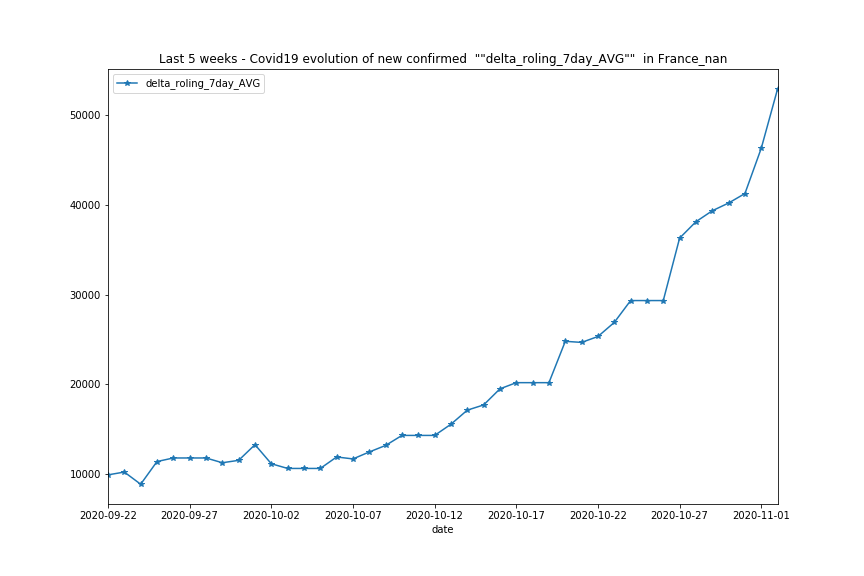 Last 5 weeks - Covid19 evolution of new confirmed  ""delta_roling_7day_AVG""  in France_nan
delta_roling_7day_AVG
50000
40000
30000
20000
10000
2020-09-22 2020-09-27 2020-10-02 2020-10-07 2020-10-12 2020-10-17 2020-10-22 2020-10-27 2020-11-01
date